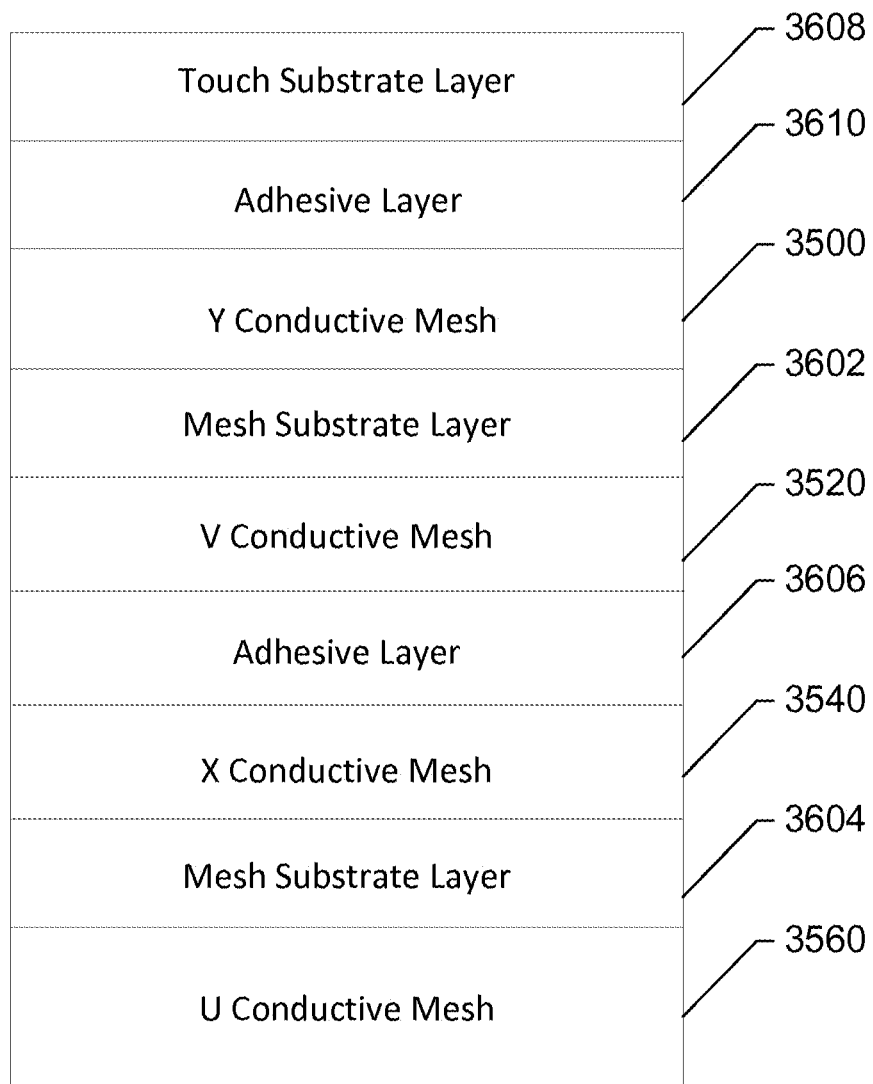 3608
Touch Substrate Layer
3610
Adhesive Layer
3500
Y Conductive Mesh
3602
Mesh Substrate Layer
3520
V Conductive Mesh
3606
Adhesive Layer
3540
X Conductive Mesh
3604
Mesh Substrate Layer
3560
U Conductive Mesh